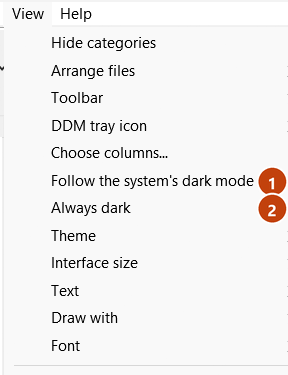 View Help
Hide categories
Arrange files
Toolbar
DDM tray icon
Choose columns...
Follow the system's dark mode 1
Always dark 2
Theme
Interface size
Text
Draw with
Font